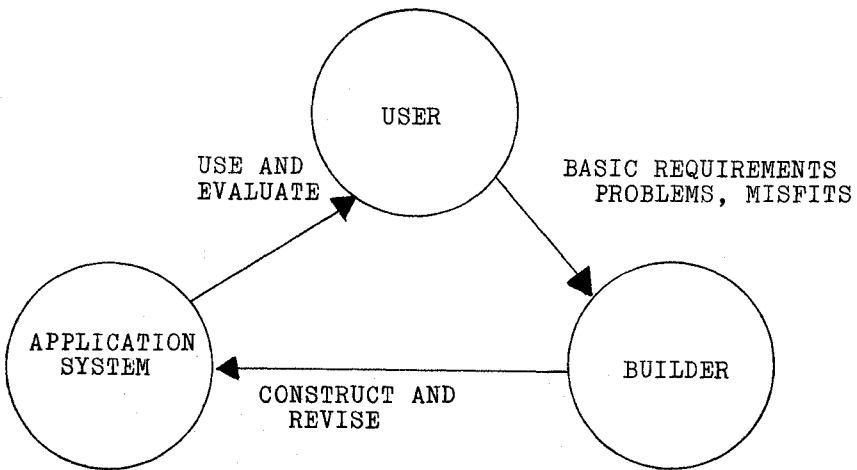 USER
USE AND
EVALUATE
BASIC REQUIREMENTS
PROBLEMS, MISFITS
APPLICATION
SYSTEM
BUILDER
CONSTRUCT AND
REVISE